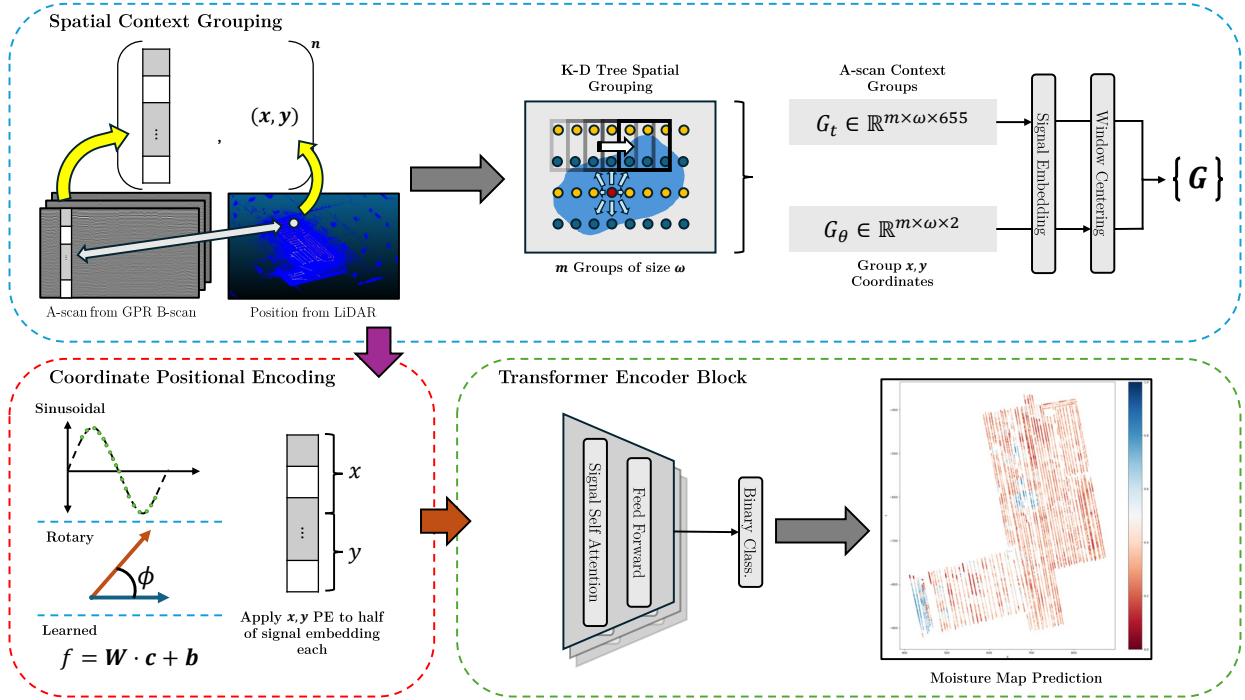 Spatial Context Grouping
n
...
,
(x, y)
...
A-scan from GPR B-scan
Position from LiDAR
K-D Tree Spatial
Grouping
m Groups of size ω
A-scan Context
Groups
G_t ∈ ℝ^{m×ω×655}
G_θ ∈ ℝ^{m×ω×2}
Group x, y
Coordinates
Signal Embedding
Window Centering
{G}
Coordinate Positional Encoding
Sinusoidal
Rotary
ϕ
Learned
f = W · c + b
x
...
y
Apply x, y PE to half
of signal embedding
each
Transformer Encoder Block
Signal Self Attention
Feed Forward
Binary Class.
Moisture Map Prediction